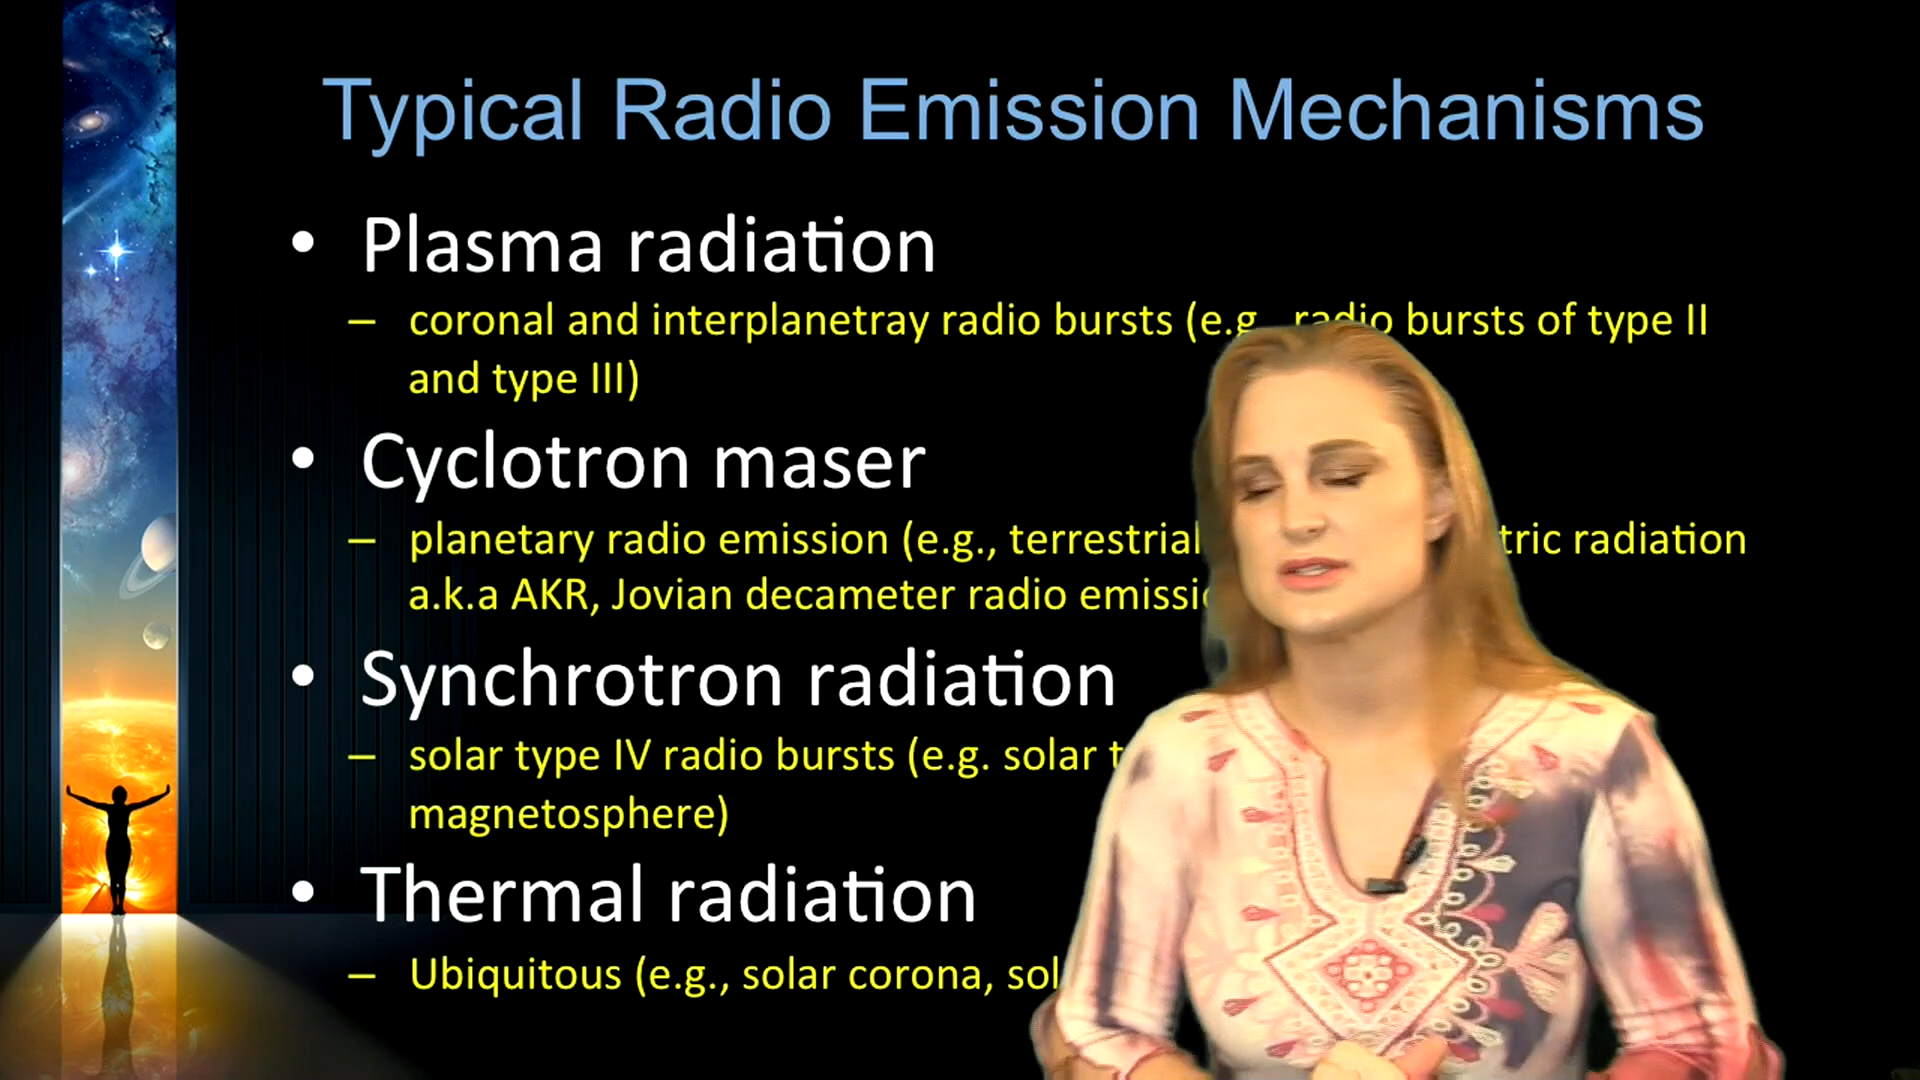 Typical Radio Emission Mechanisms
• Plasma radiation
– coronal and interplanetray radio bursts (e.g., radio bursts of type II
and type III)
• Cyclotron maser
– planetary radio emission (e.g., terrestrial radiation
a.k.a AKR, Jovian decameter radio
• Synchrotron radiation
– solar type IV radio bursts (e.g. solar
magnetosphere)
• Thermal radiation
– Ubiquitous (e.g., solar corona,